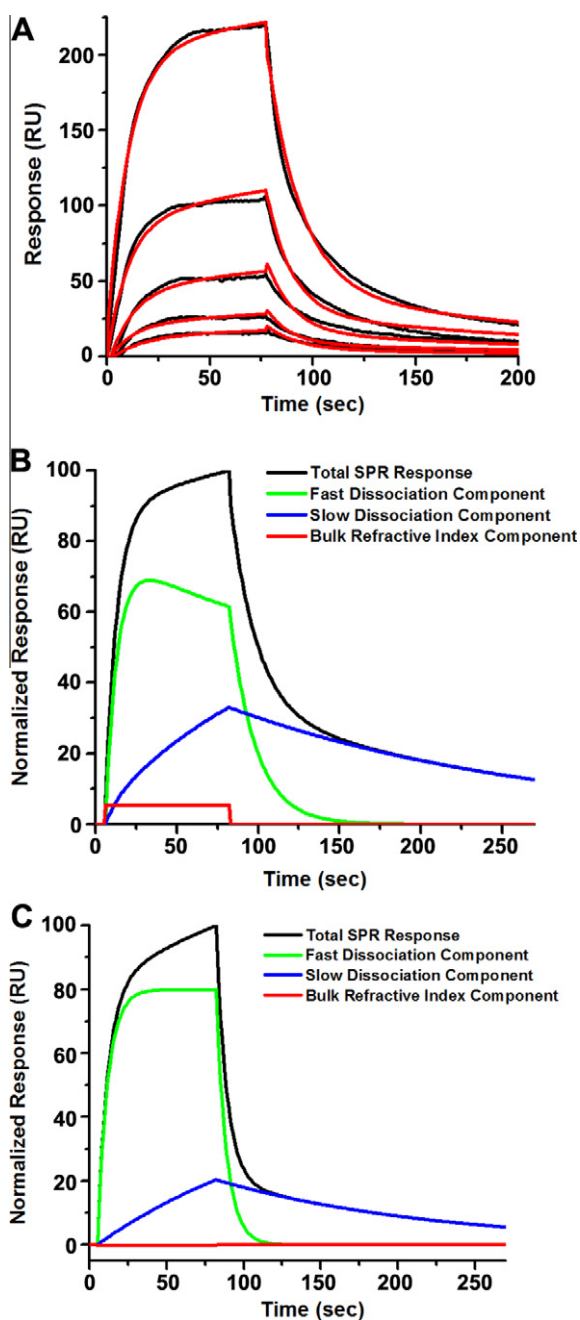 A
Response (RU)
200
150
100
50
0
0 50 100 150 200
Time (sec)
B
Normalized Response (RU)
100
80
60
40
20
0
Total SPR Response
Fast Dissociation Component
Slow Dissociation Component
Bulk Refractive Index Component
0 50 100 150 200 250
Time (sec)
C
Normalized Response (RU)
100
80
60
40
20
0
Total SPR Response
Fast Dissociation Component
Slow Dissociation Component
Bulk Refractive Index Component
0 50 100 150 200 250
Time (sec)